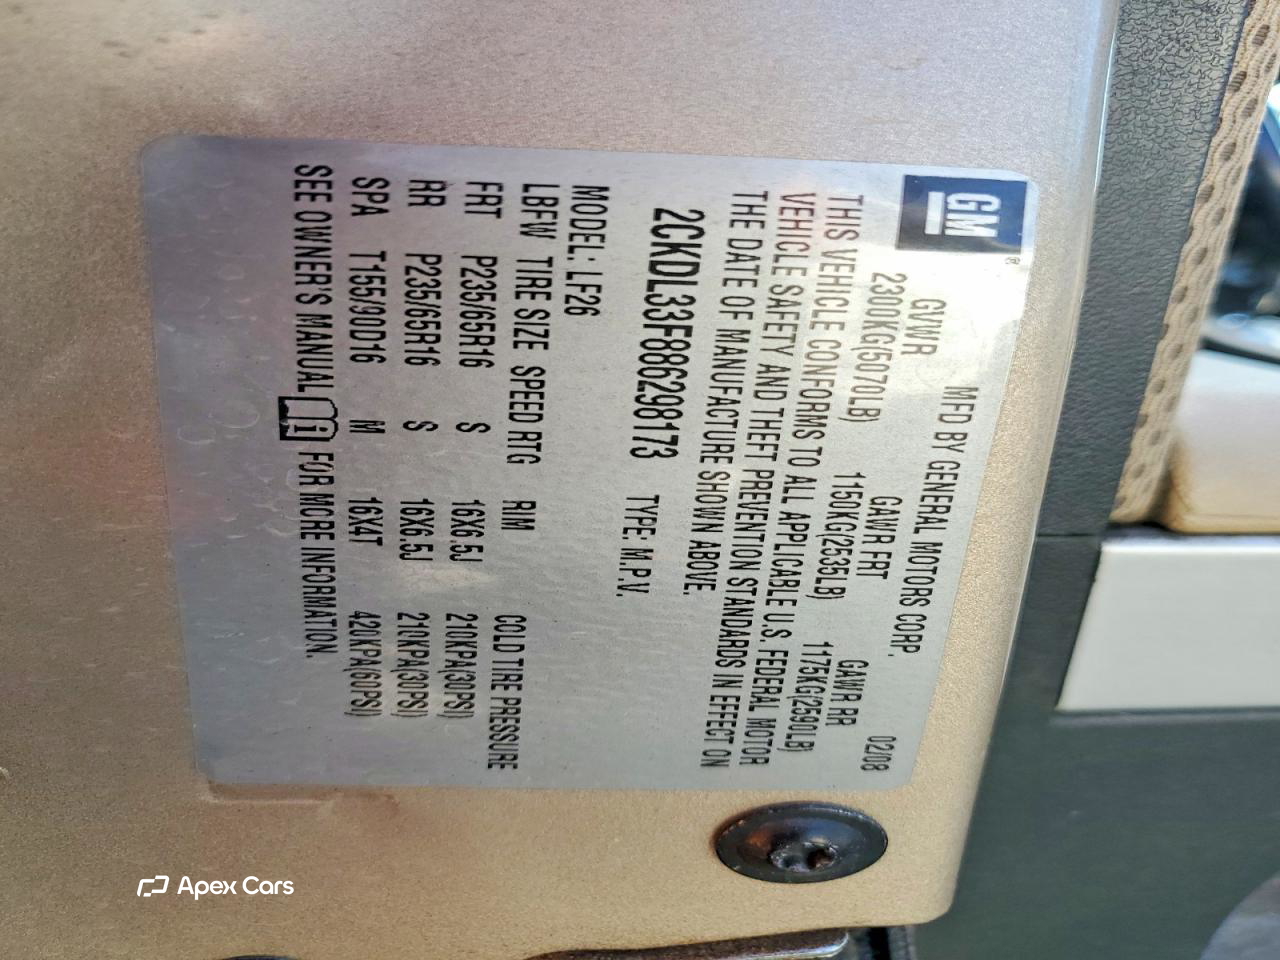 GM
®
MFD BY GENERAL MOTORS CORP. 02/08
GVWR GAWR FRT GAWR RR
2300KG(5070LB) 1150KG(2535LB) 1175KG(2590LB)
THIS VEHICLE CONFORMS TO ALL APPLICABLE U.S. FEDERAL MOTOR
VEHICLE SAFETY AND THEFT PREVENTION STANDARDS IN EFFECT ON
THE DATE OF MANUFACTURE SHOWN ABOVE.
2CKDL33F886298173 TYPE: M.P.V.
MODEL: LF26
LBFW TIRE SIZE SPEED RTG RIM COLD TIRE PRESSURE
FRT P235/65R16 S 16X6.5J 210KPA(30PSI)
RR P235/65R16 S 16X6.5J 210KPA(30PSI)
SPA T155/90D16 M 16X4T 420KPA(60PSI)
SEE OWNER'S MANUAL FOR MORE INFORMATION.
Apex Cars